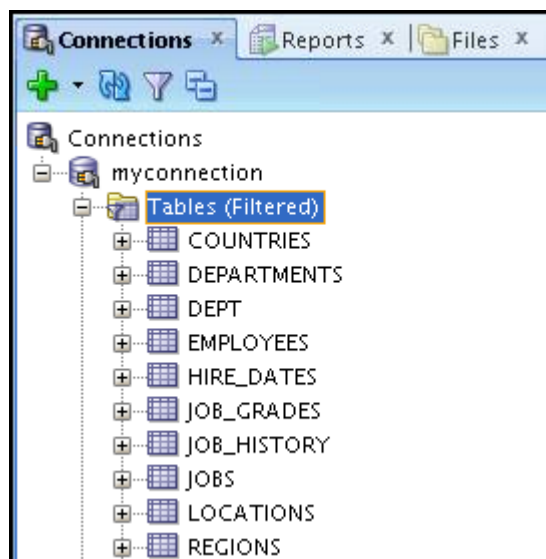 Connections x Reports x Files x
Connections
myconnection
Tables (Filtered)
COUNTRIES
DEPARTMENTS
DEPT
EMPLOYEES
HIRE_DATES
JOB_GRADES
JOB_HISTORY
JOBS
LOCATIONS
REGIONS